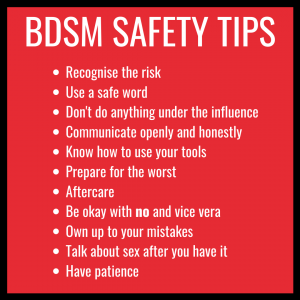 BDSM SAFETY TIPS
• Recognise the risk
• Use a safe word
• Don't do anything under the influence
• Communicate openly and honestly
• Know how to use your tools
• Prepare for the worst
• Aftercare
• Be okay with no and vice vera
• Own up to your mistakes
• Talk about sex after you have it
• Have patience